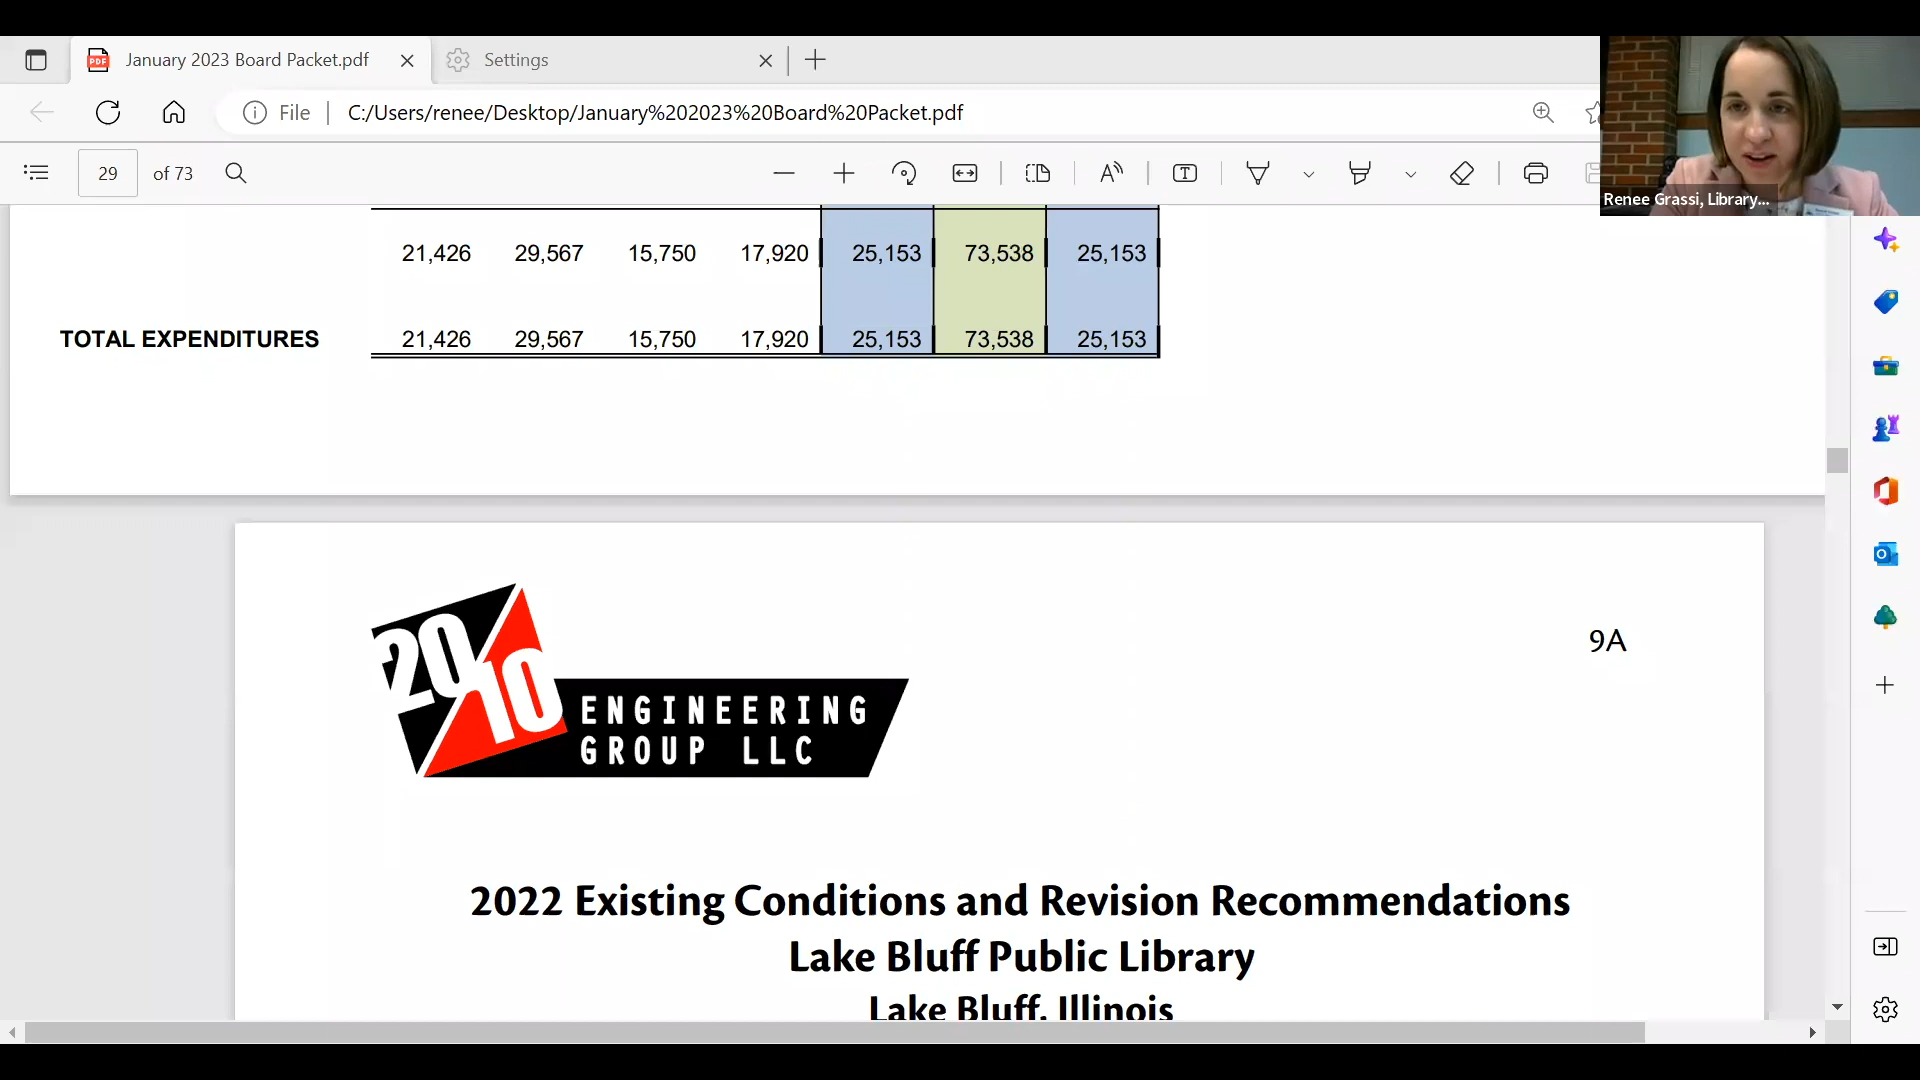 January 2023 Board Packet.pdf
Settings
File
C:/Users/renee/Desktop/January%202023%20Board%20Packet.pdf
29 of 73
Renee Grassi, Library...
21,426 29,567 15,750 17,920 25,153 73,538 25,153
TOTAL EXPENDITURES 21,426 29,567 15,750 17,920 25,153 73,538 25,153
9A
2010
ENGINEERING
GROUP LLC
2022 Existing Conditions and Revision Recommendations
Lake Bluff Public Library
Lake Bluff, Illinois